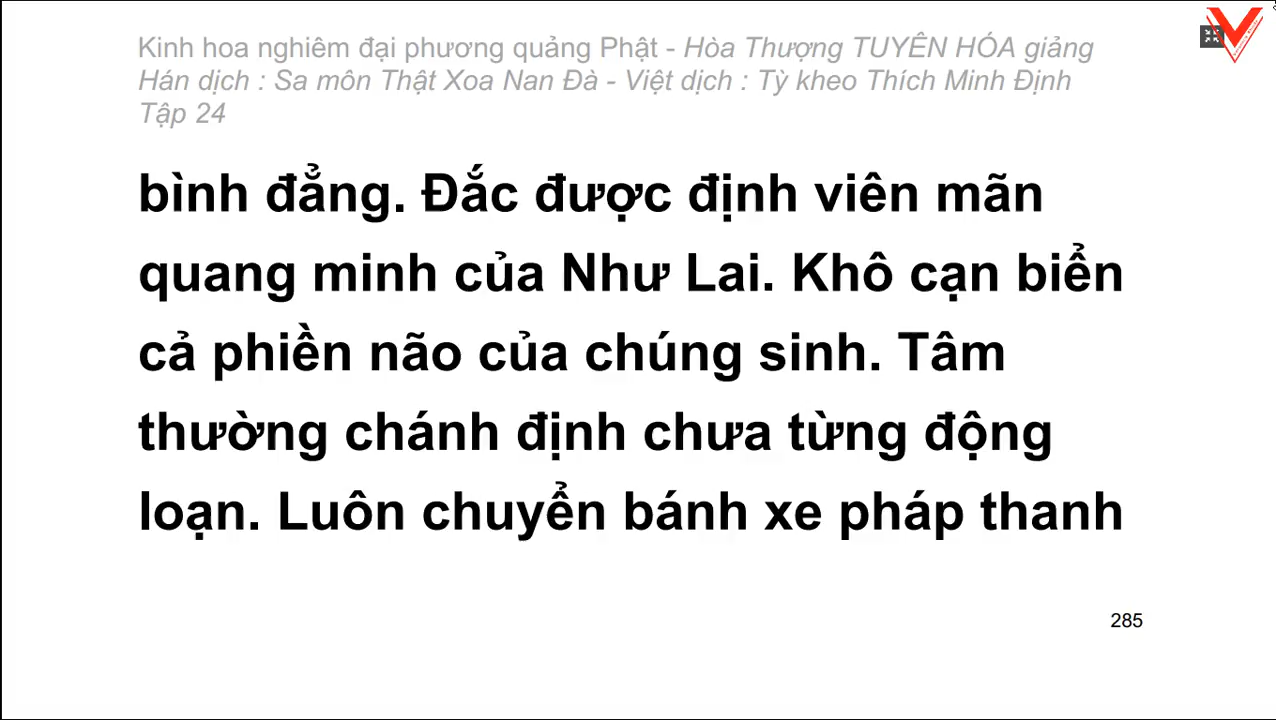 Kinh hoa nghiêm đại phương quảng Phật - Hòa Thượng TUYÊN HÓA giảng
Hán dịch : Sa môn Thật Xoa Nan Đà - Việt dịch : Tỳ kheo Thích Minh Định
Tập 24
bình đẳng. Đắc được định viên mãn
quang minh của Như Lai. Khô cạn biển
cả phiền não của chúng sinh. Tâm
thường chánh định chưa từng động
loạn. Luôn chuyển bánh xe pháp thanh
285